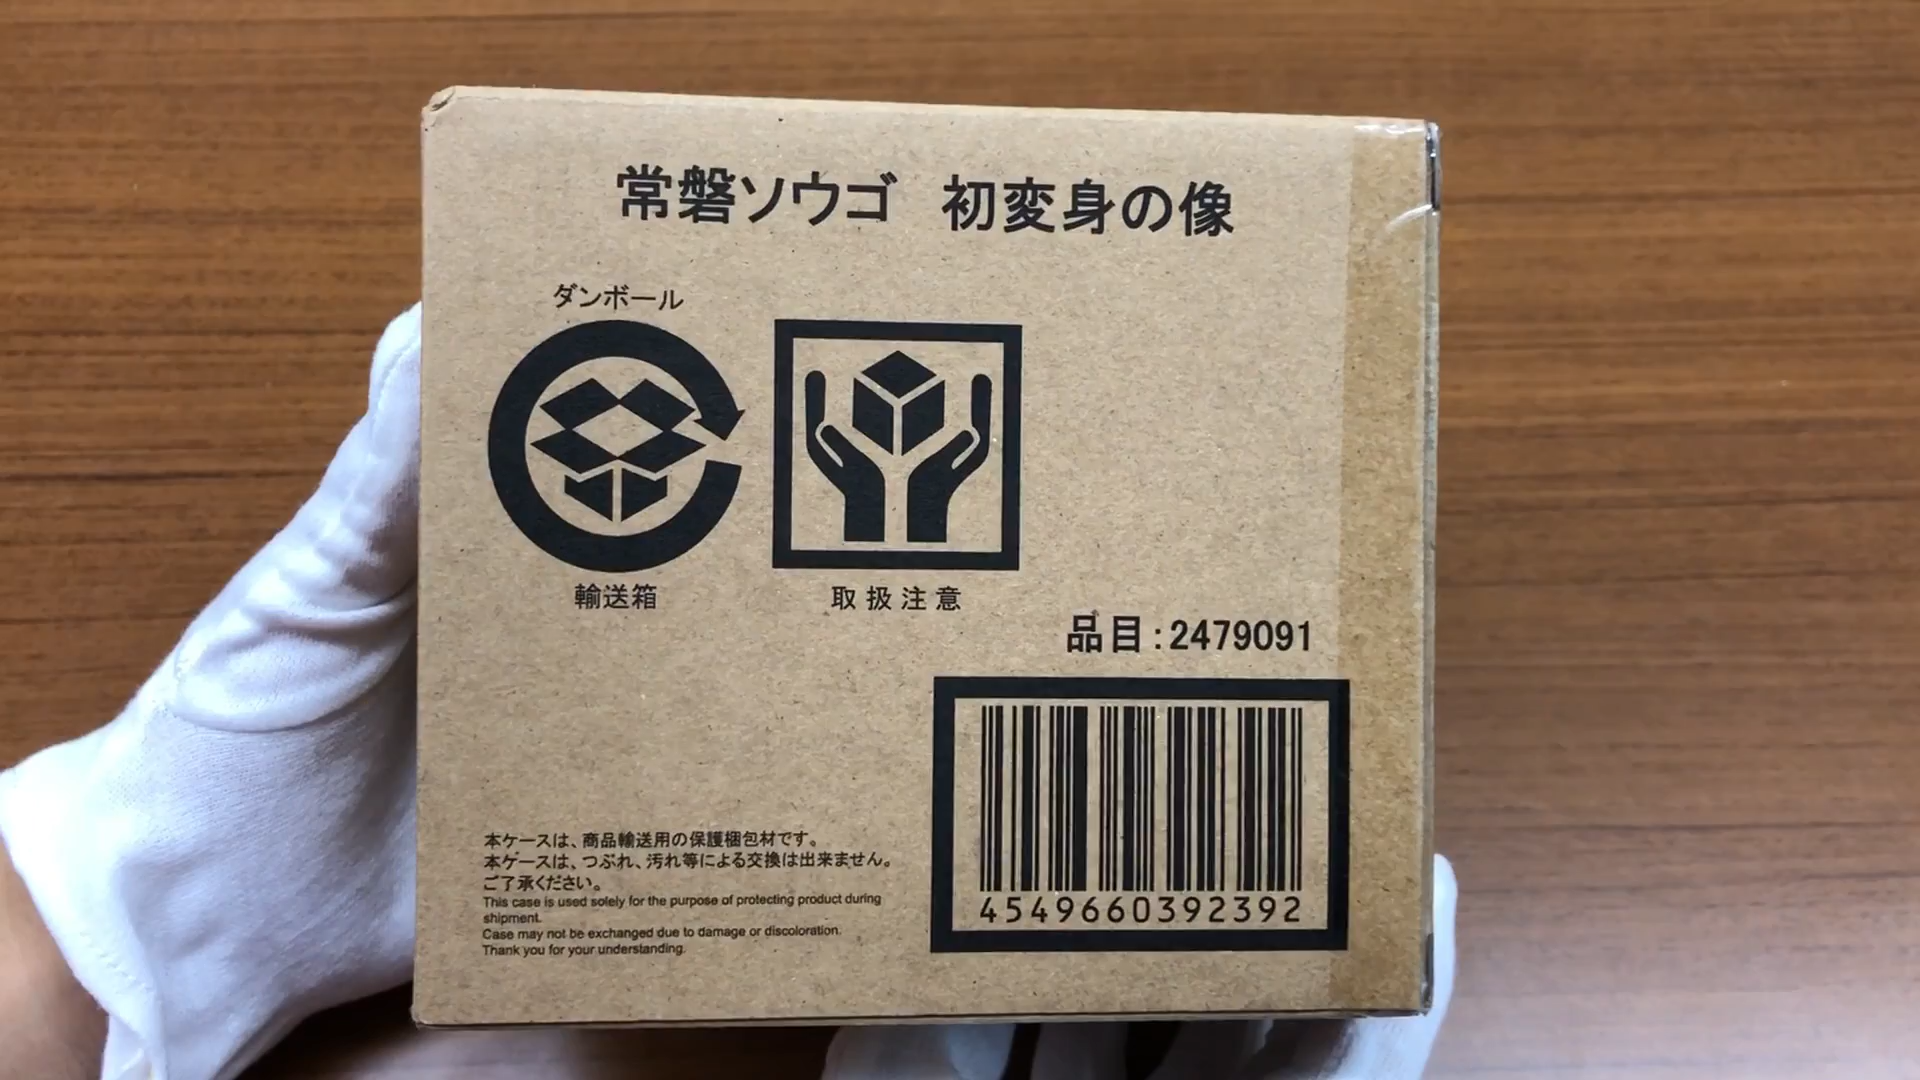 常磐ソウゴ 初変身の像
ダンボール
輸送箱
取扱注意
品目:2479091
4549660392392
本ケースは、商品輸送用の保護梱包材です。
本ケースは、つぶれ、汚れ等による交換は出来ません。
ご了承ください。
This case is used solely for the purpose of protecting product during
shipment.
Case may not be exchanged due to damage or discoloration.
Thank you for your understanding.